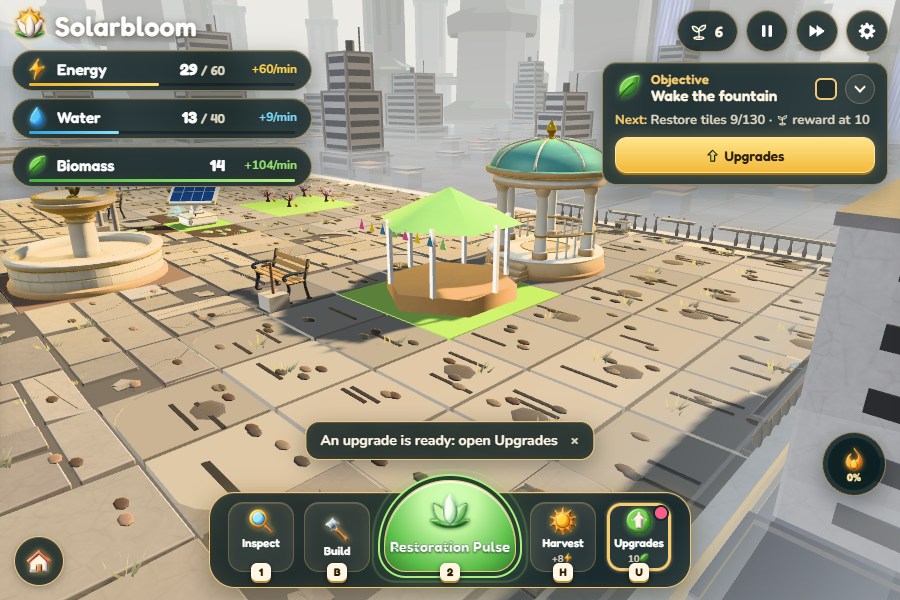 Solarbloom
6
Energy 29 / 60 +60/min
Water 13 / 40 +9/min
Biomass 14 +104/min
Objective
Wake the fountain
Next: Restore tiles 9/130 · reward at 10
Upgrades
An upgrade is ready: open Upgrades ×
0%
Inspect
1
Build
B
Restoration Pulse
2
Harvest
+8
H
Upgrades
10
U